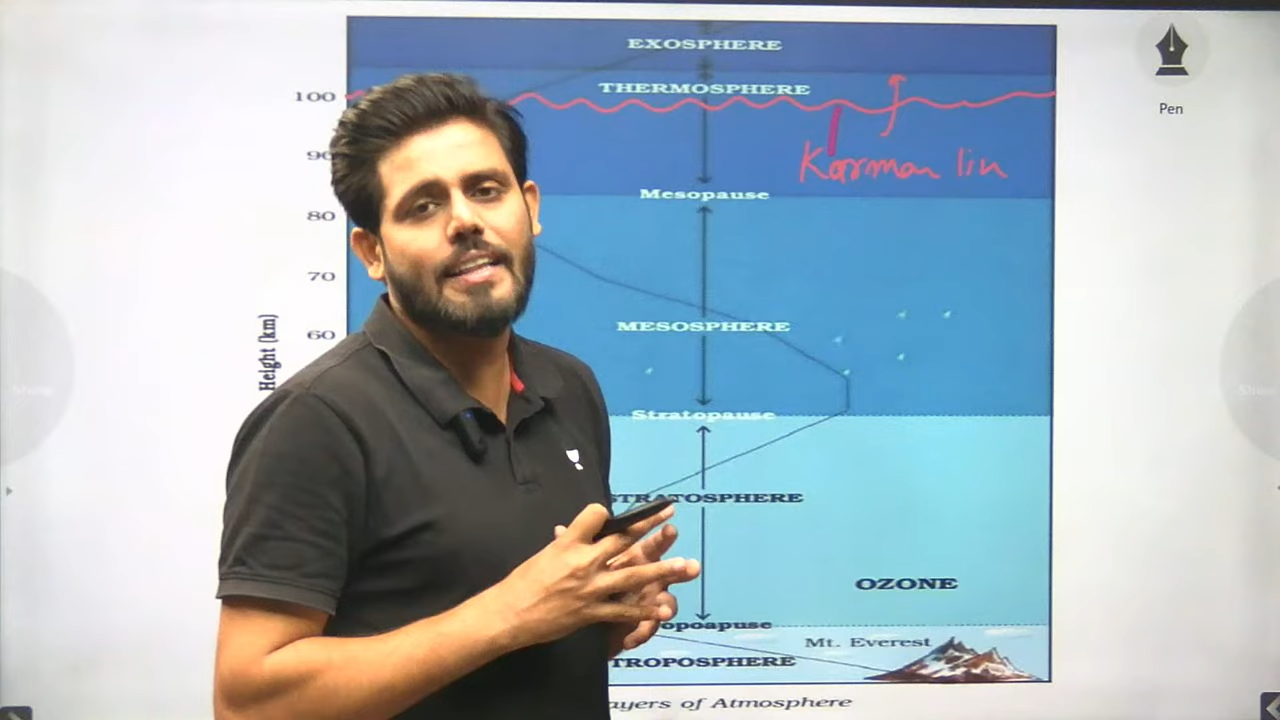 EXOSPHERE
Pen
100
THERMOSPHERE
90
Karman lin
Mesopause
80
70
MESOSPHERE
60
Height (km)
Stratopause
STRATOSPHERE
OZONE
opoapuse
Mt. Everest
TROPOSPHERE
ayers of Atmosphere